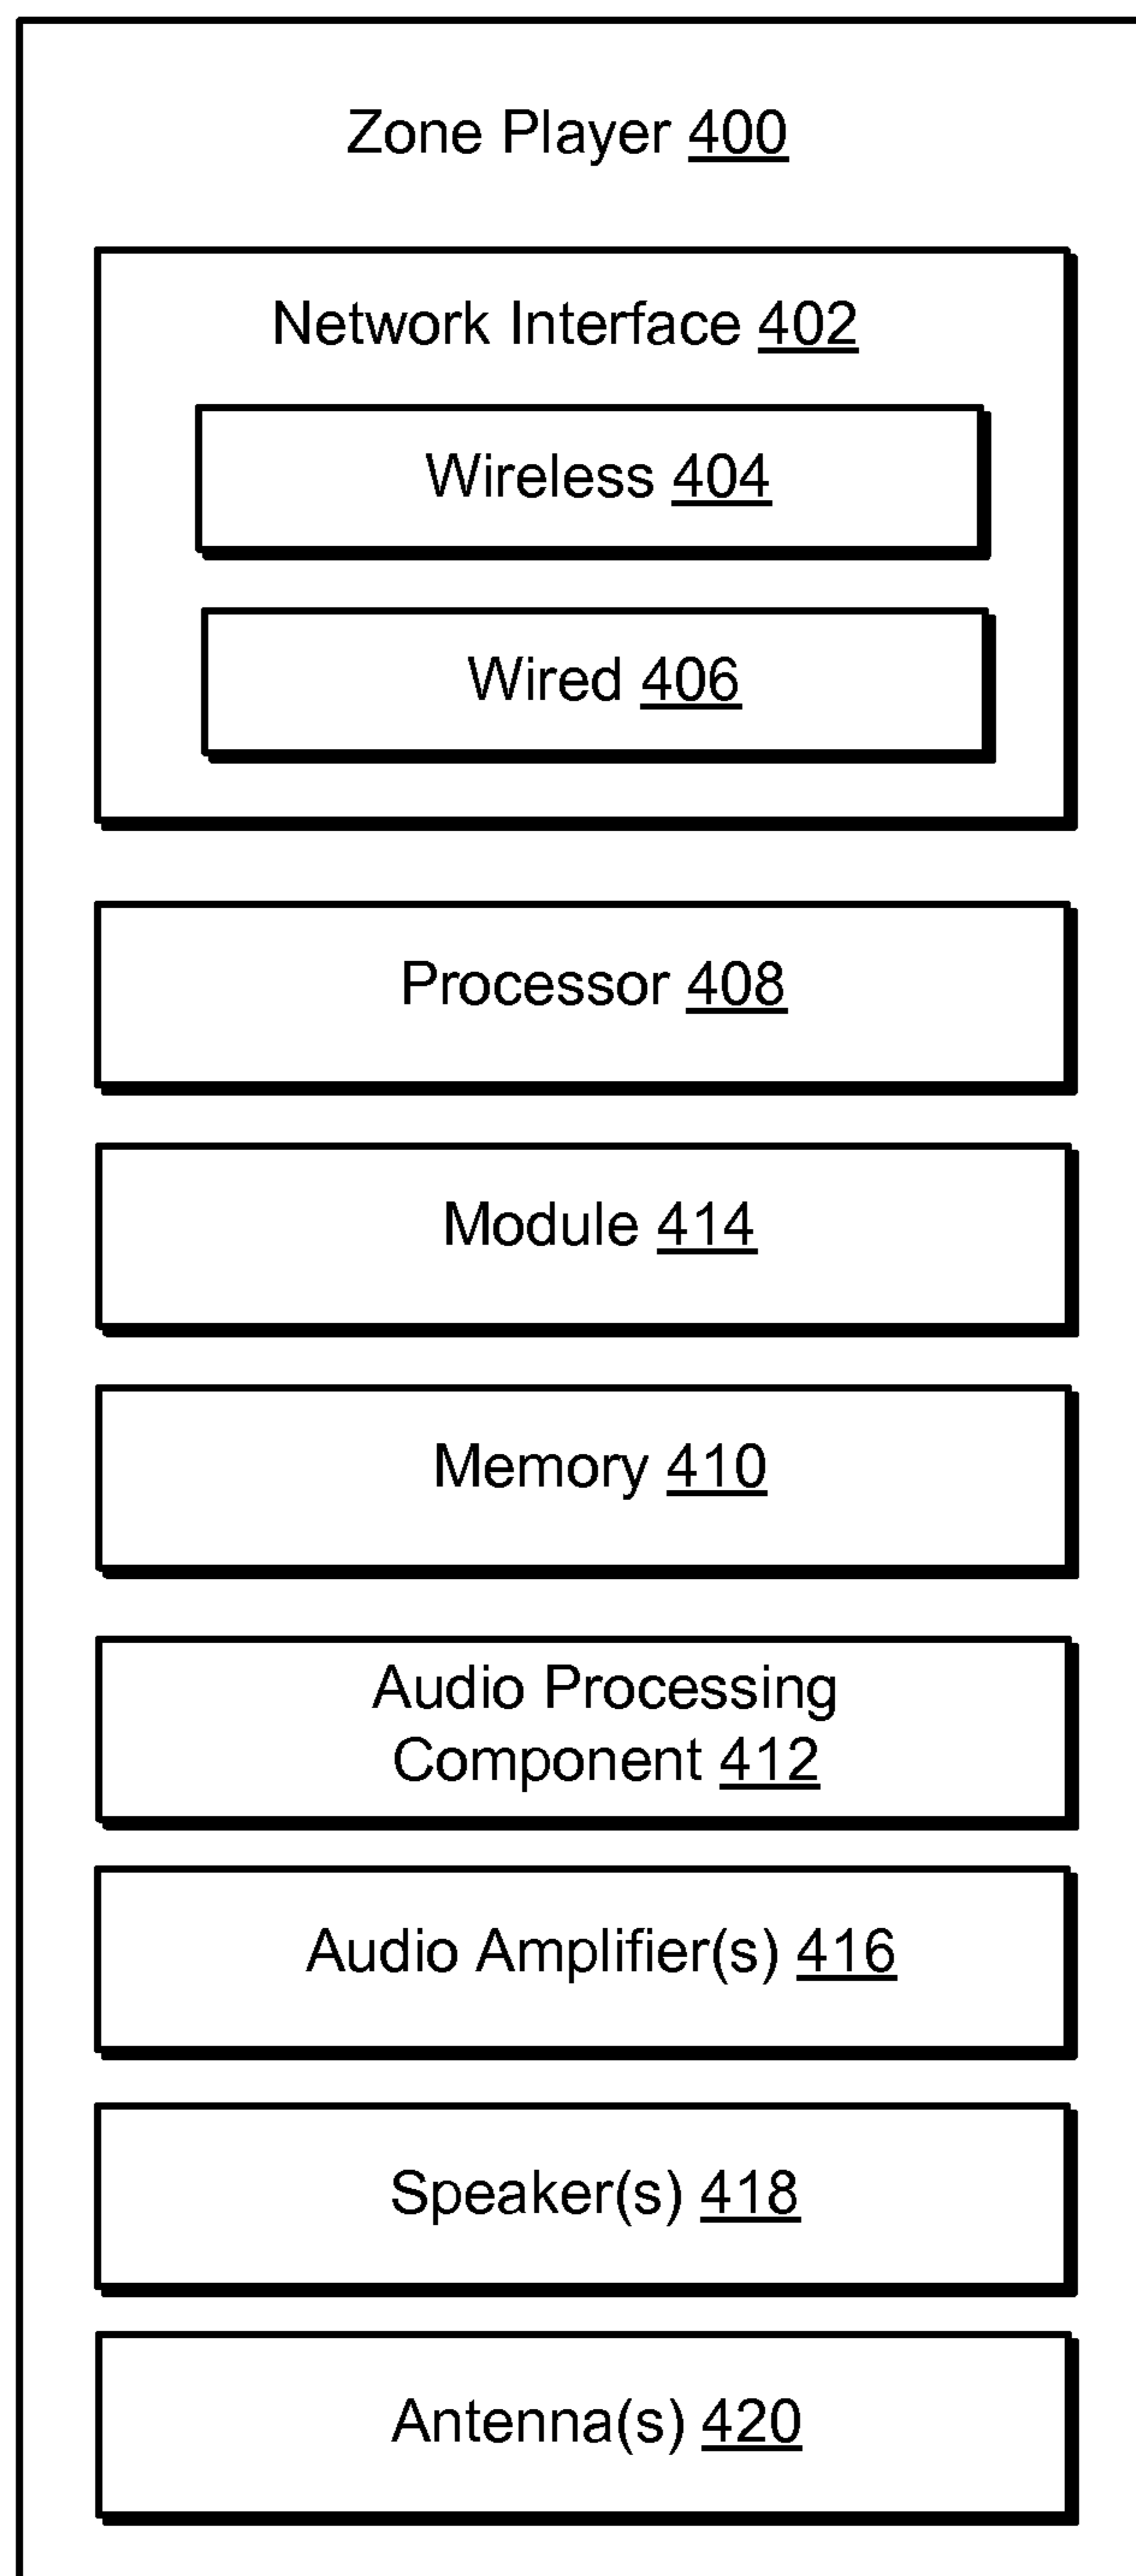 Zone Player 400
Network Interface 402
Wireless 404
Wired 406
Processor 408
Module 414
Memory 410
Audio Processing
Component 412
Audio Amplifier(s) 416
Speaker(s) 418
Antenna(s) 420